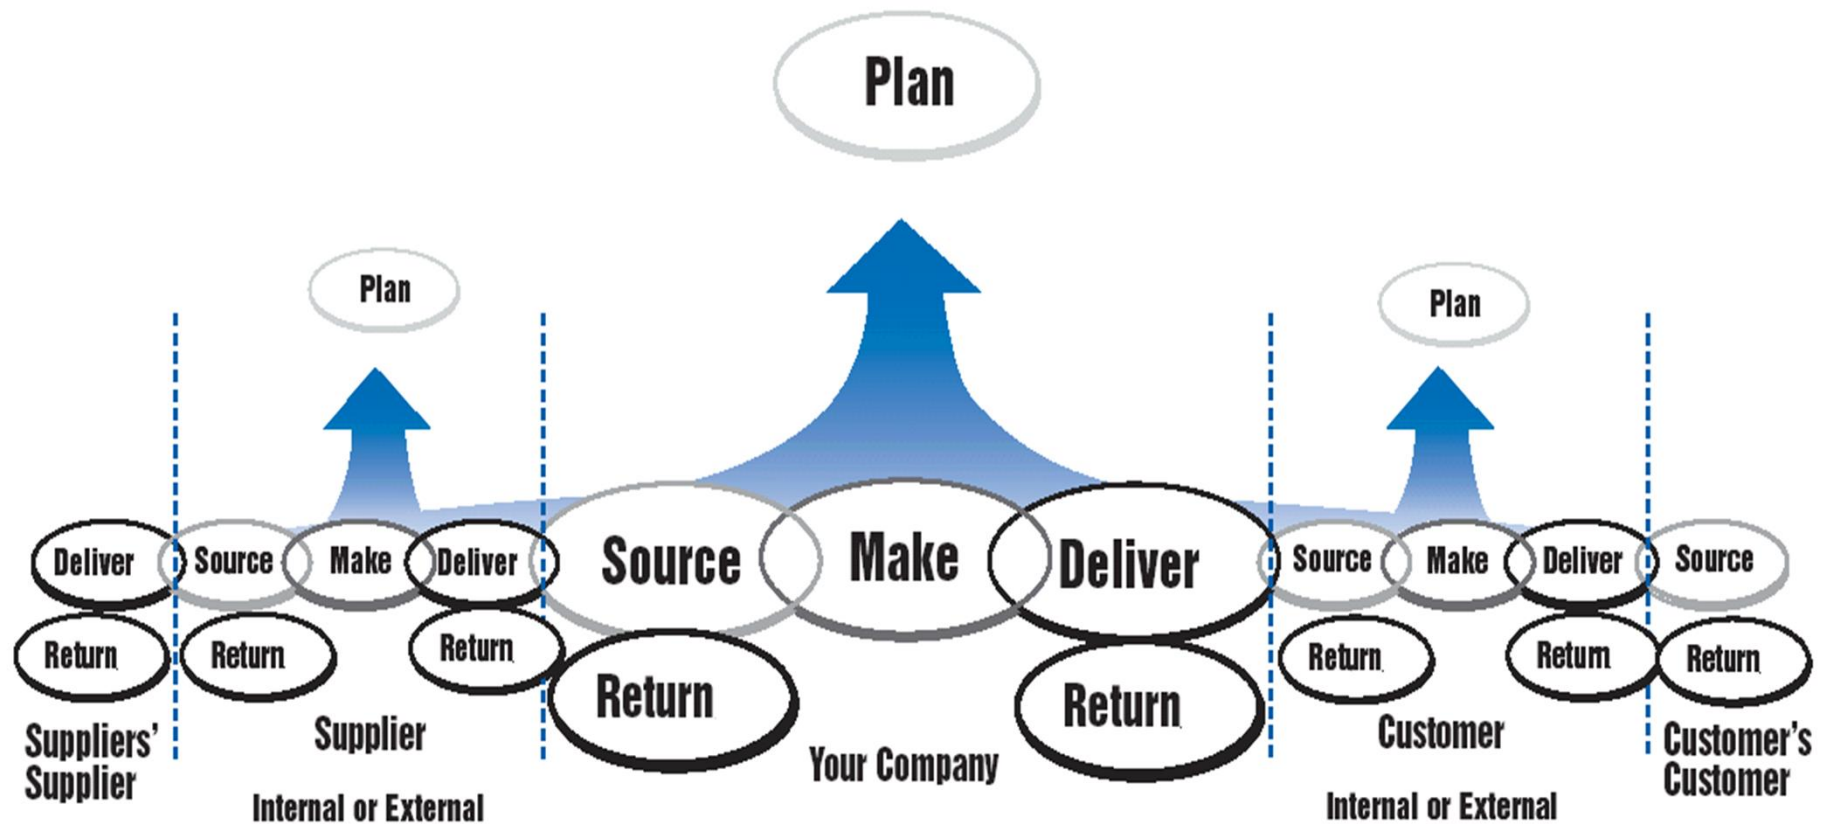 Plan
Plan
Plan
Deliver
Source
Make
Deliver
Source
Make
Deliver
Source
Make
Deliver
Source
Return
Return
Return
Return
Return
Return
Return
Return
Suppliers'
Supplier
Supplier
Internal or External
Your Company
Customer
Internal or External
Customer's
Customer